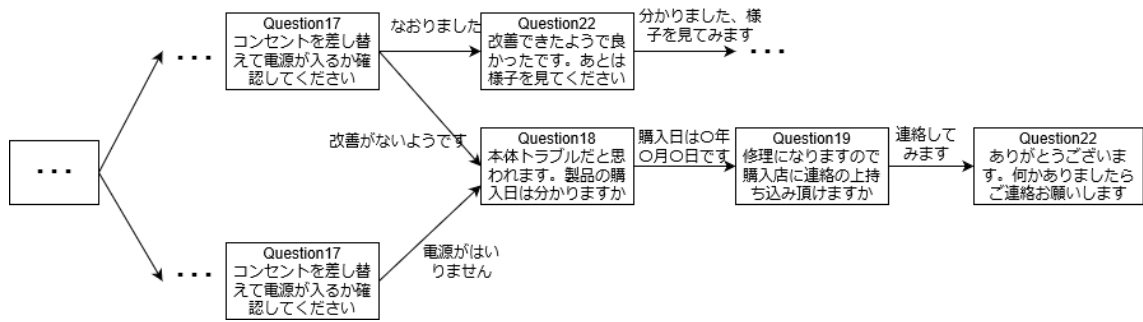 Question17
コンセントを差し替
えて電源が入るか確
認してください
なおりました
Question22
改善できたようで良
かったです。あとは
様子を見てください
分かりました、様
子を見てみます
・・・
・・・
・・・
改善がないようです
Question18
本体トラブルだと思
われます。製品の購
入日は分かりますか
購入日は〇年
〇月〇日です
Question19
修理になりますので
購入店に連絡の上持
ち込み頂けますか
連絡して
みます
Question22
ありがとうございま
す。何かありましたら
ご連絡お願いします
・・・
Question17
コンセントを差し替
えて電源が入るか確
認してください
電源がはい
りません